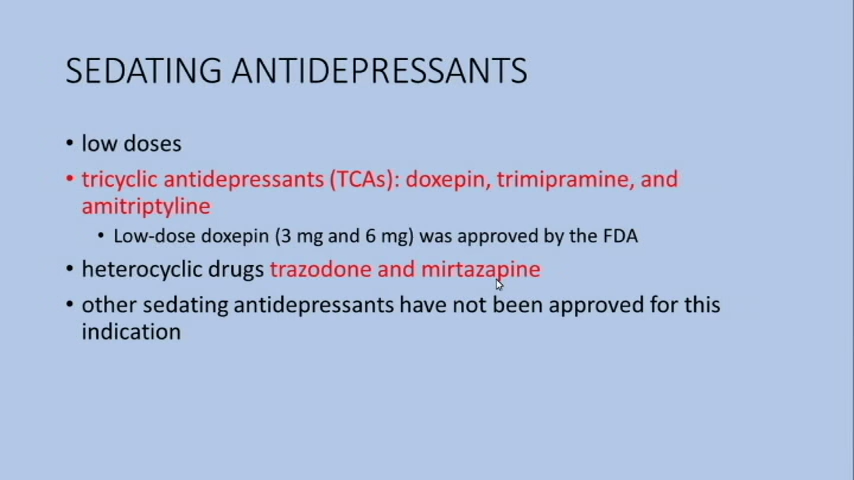 SEDATING ANTIDEPRESSANTS
• low doses
• tricyclic antidepressants (TCAs): doxepin, trimipramine, and
amitriptyline
• Low-dose doxepin (3 mg and 6 mg) was approved by the FDA
• heterocyclic drugs trazodone and mirtazapine
• other sedating antidepressants have not been approved for this
indication